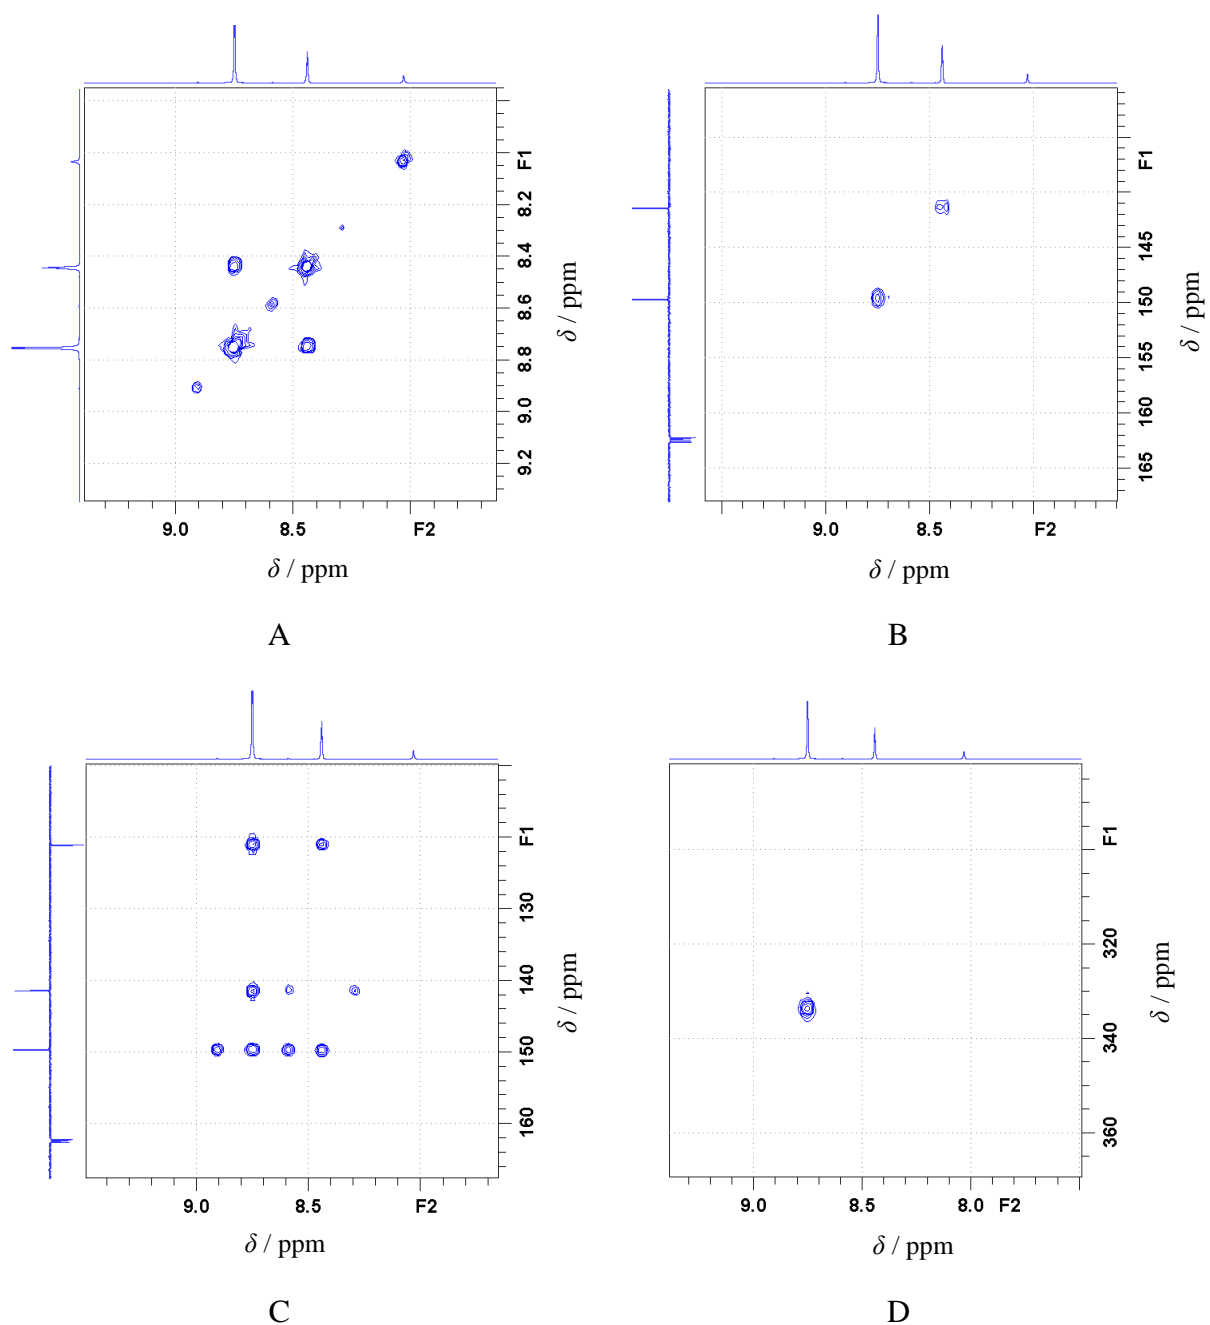 F1
8.2
8.4
8.6
8.8
9.0
9.2
δ / ppm
9.0 8.5 F2
δ / ppm
A
F1
145
150
155
160
165
δ / ppm
9.0 8.5 F2
δ / ppm
B
F1
130
140
150
160
δ / ppm
9.0 8.5 F2
δ / ppm
C
F1
320
340
360
δ / ppm
9.0 8.5 8.0 F2
δ / ppm
D